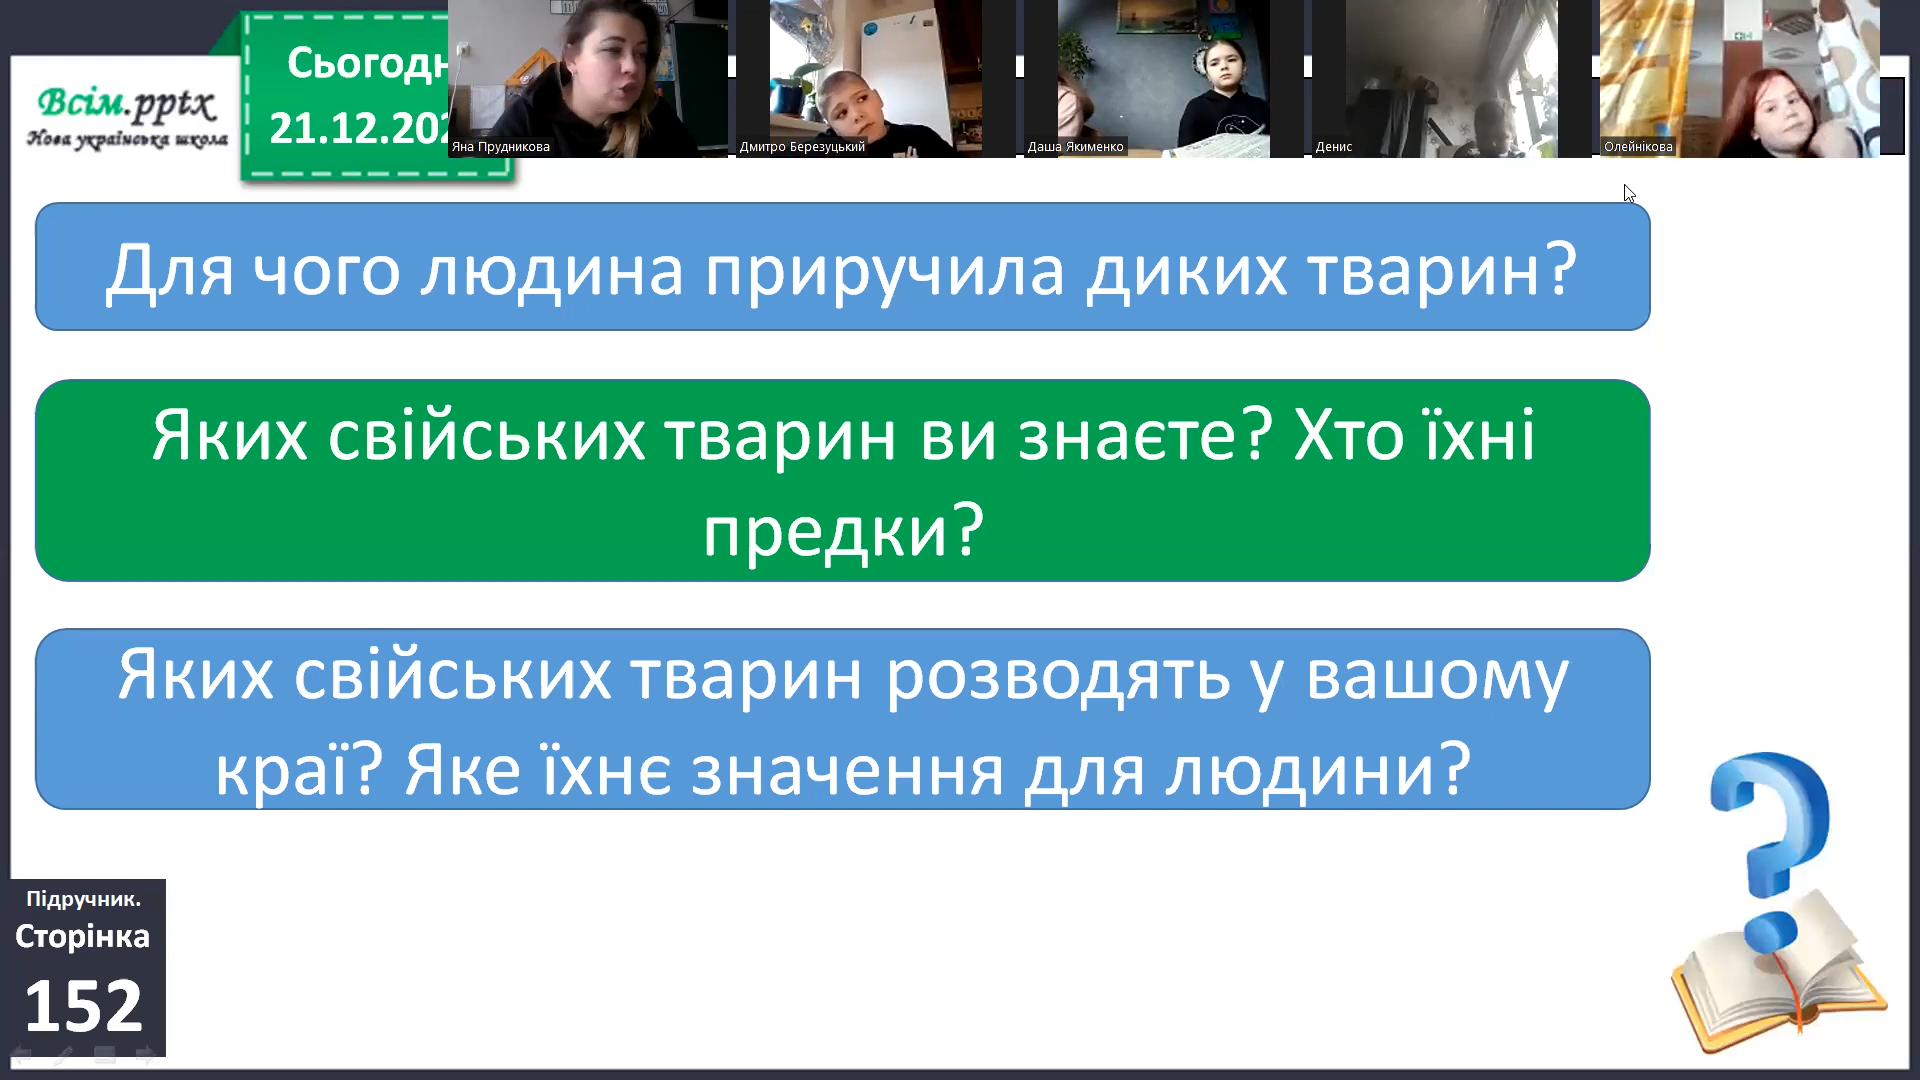 Всім.pptx
Нова українська школа
Сьогодн
21.12.202
Яна Прудникова
Дмитро Березуцький
Даша Якименко
Денис
Олейнікова
Для чого людина приручила диких тварин?
Яких свійських тварин ви знаєте? Хто їхні
предки?
Яких свійських тварин розводять у вашому
краї? Яке їхнє значення для людини?
Підручник.
Сторінка
152